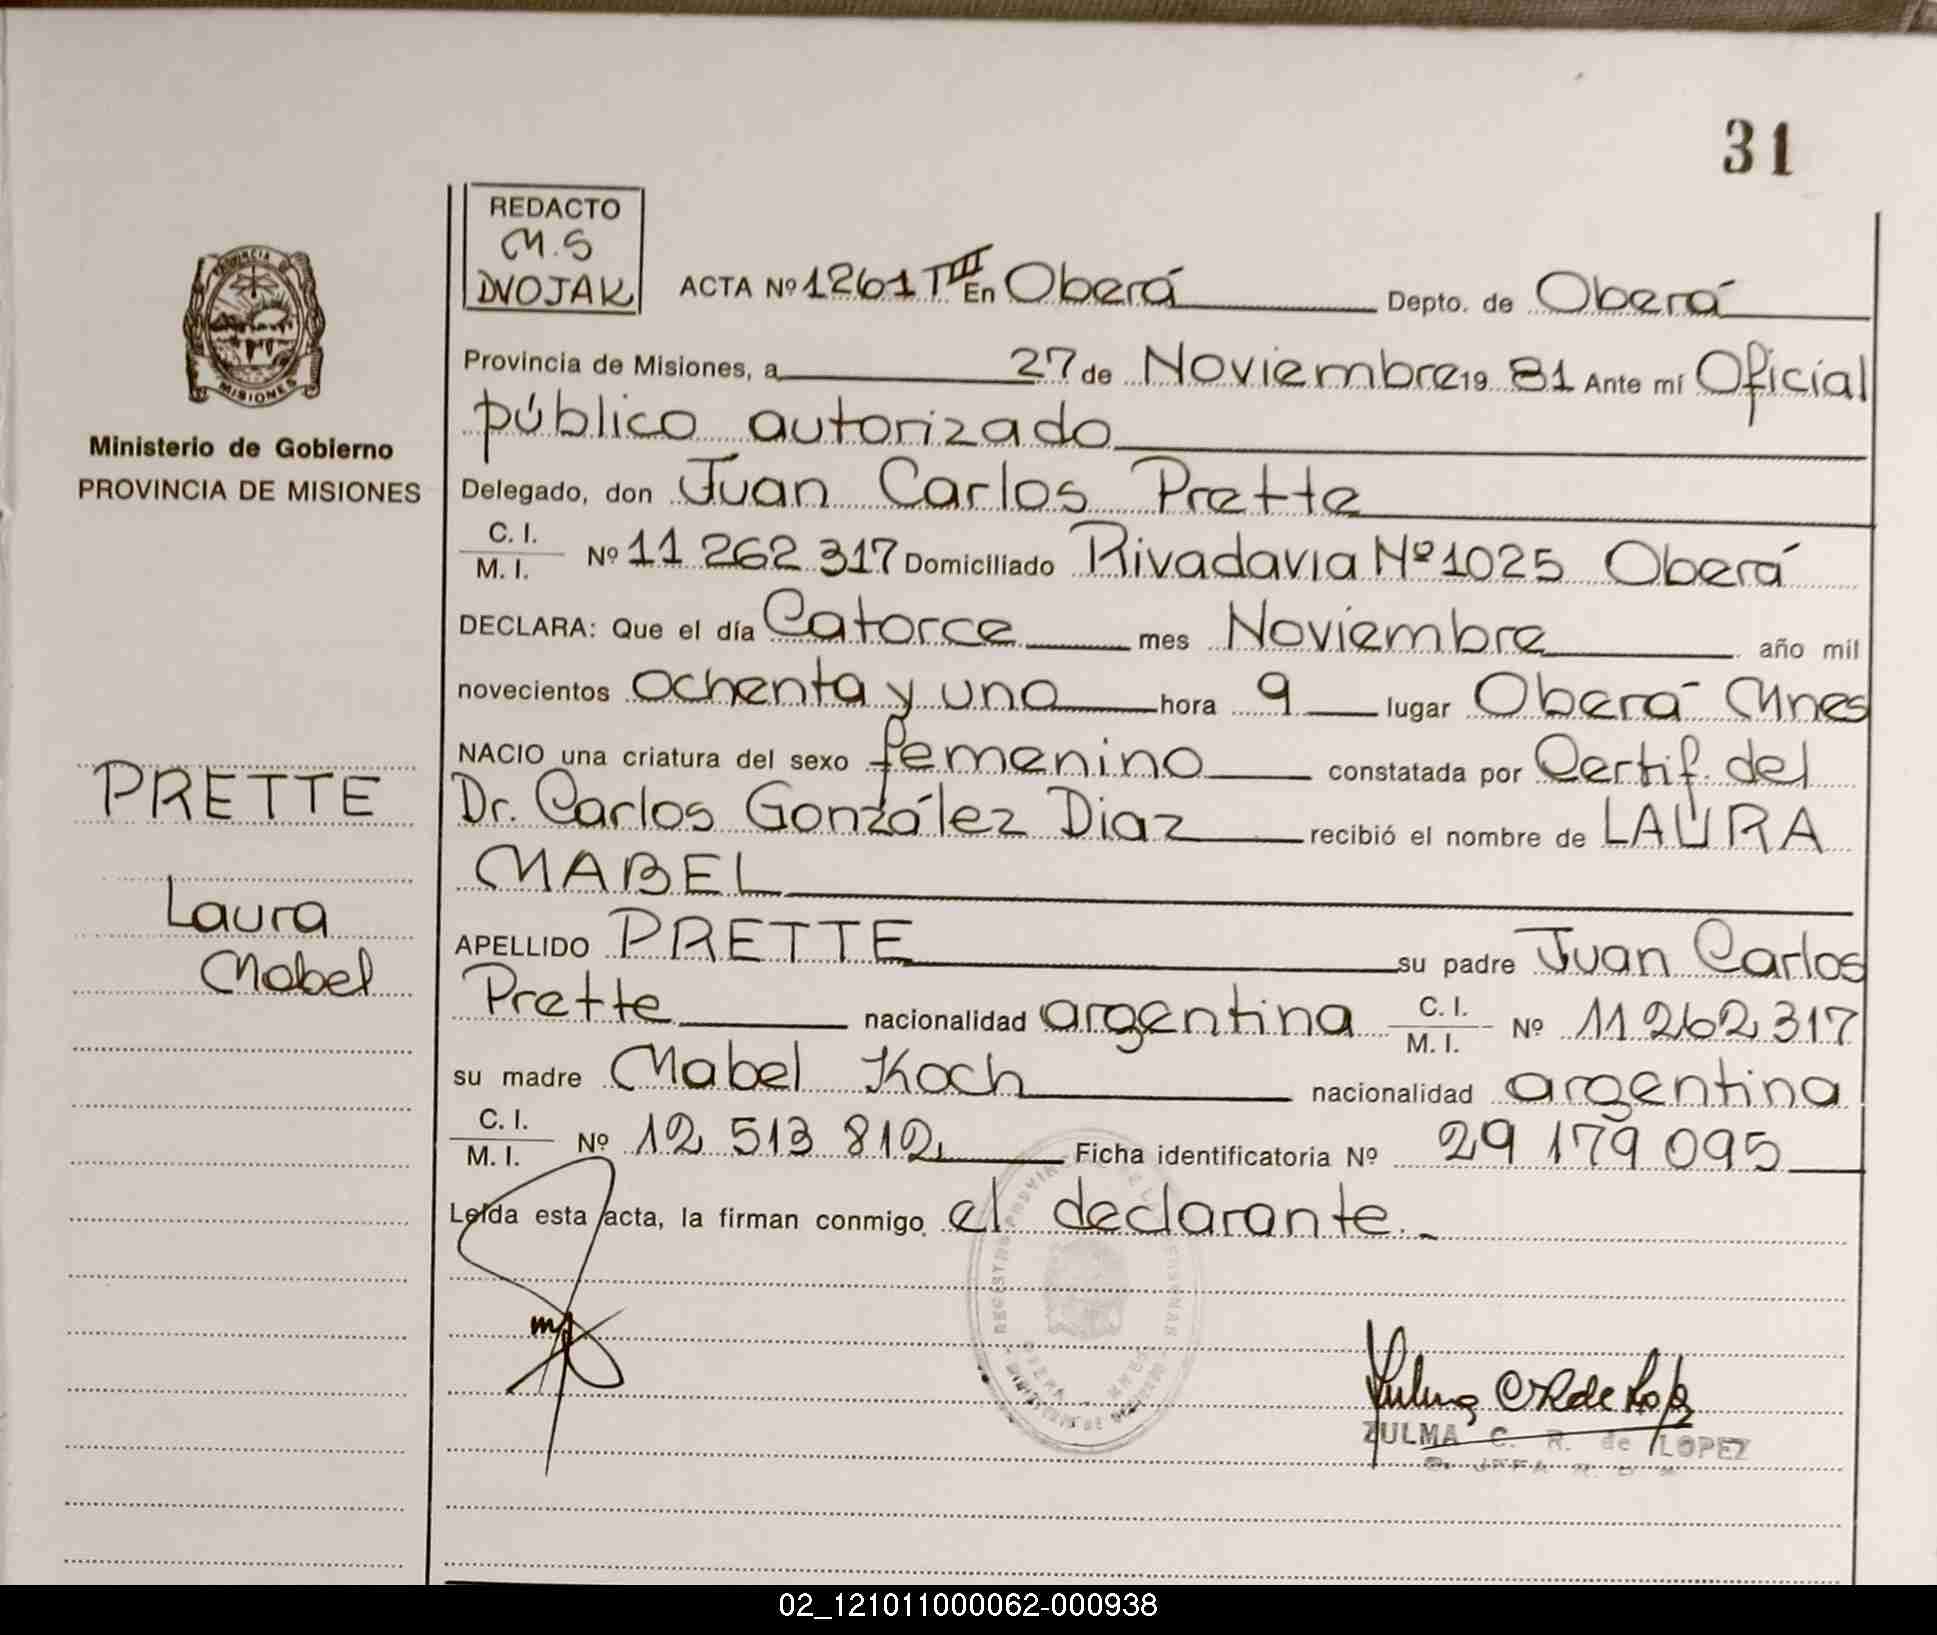 31
REDACTO
M.S
DVOJAK
ACTA Nº 1261 TIII En Oberá Depto. de Oberá
Provincia de Misiones, a 27 de Noviembre 19 81 Ante mí Oficial
público autorizado
Delegado, don Juan Carlos Prette
C. I.
M. I. Nº 11 262 317 Domiciliado Rivadavia Nº 1025 Oberá
DECLARA: Que el día Catorce mes Noviembre año mil
novecientos ochenta y uno hora 9 lugar Oberá Mnes
NACIO una criatura del sexo femenino constatada por Certif. del
Dr. Carlos González Diaz recibió el nombre de LAURA
MABEL
APELLIDO PRETTE su padre Juan Carlos
Prette nacionalidad argentina C. I.
M. I. Nº 11 262 317
su madre Mabel Koch nacionalidad argentina
C. I.
M. I. Nº 12 513 812 Ficha identificatoria Nº 29 179 095
Leída esta acta, la firman conmigo el declarante.
ZULMA C. R. de LOPEZ
PROVINCIA DE
MISIONES
Ministerio de Gobierno
PROVINCIA DE MISIONES
PRETTE
Laura
Mabel
02_121011000062-000938